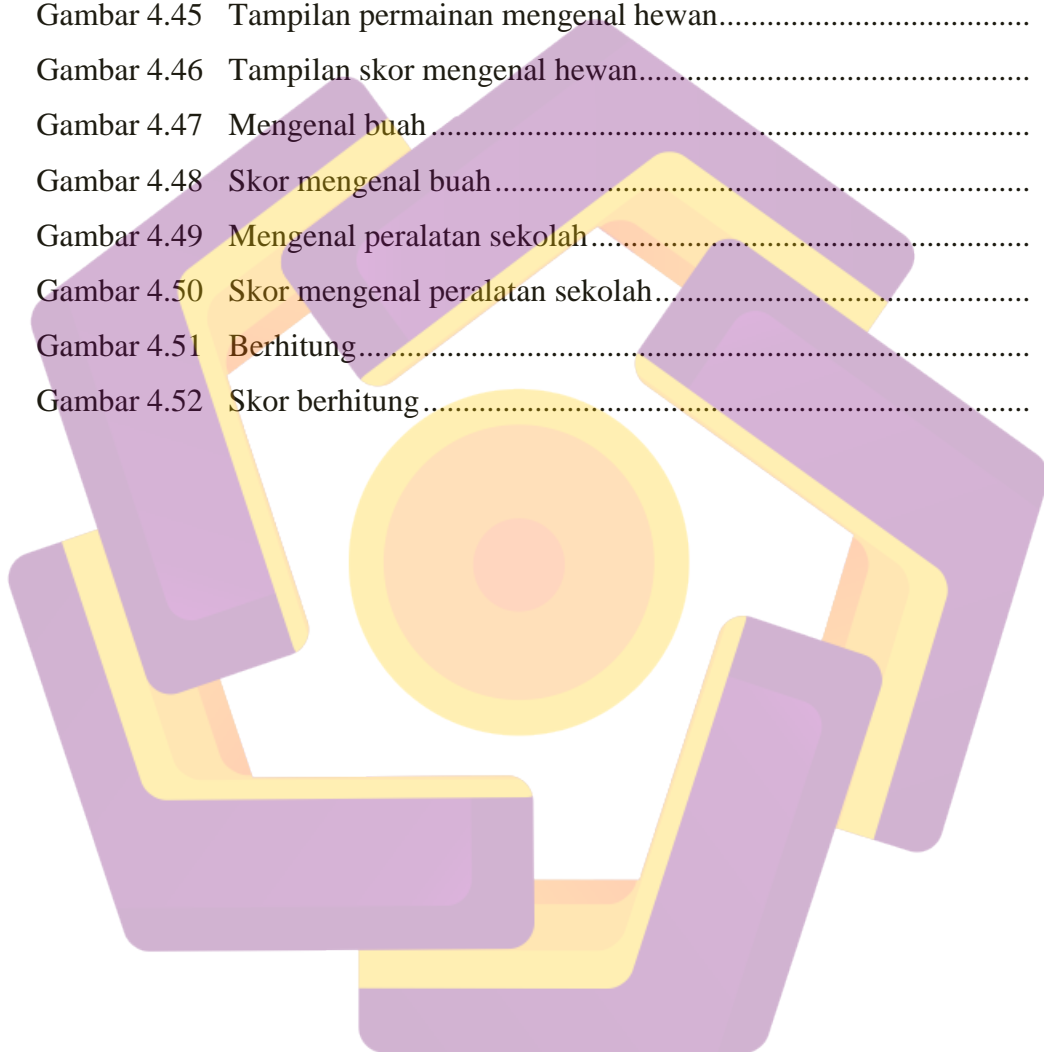 Gambar 4.45 Tampilan permainan mengenal hewan........................................
Gambar 4.46 Tampilan skor mengenal hewan..................................................
Gambar 4.47 Mengenal buah............................................................................
Gambar 4.48 Skor mengenal buah....................................................................
Gambar 4.49 Mengenal peralatan sekolah........................................................
Gambar 4.50 Skor mengenal peralatan sekolah................................................
Gambar 4.51 Berhitung.....................................................................................
Gambar 4.52 Skor berhitung.............................................................................